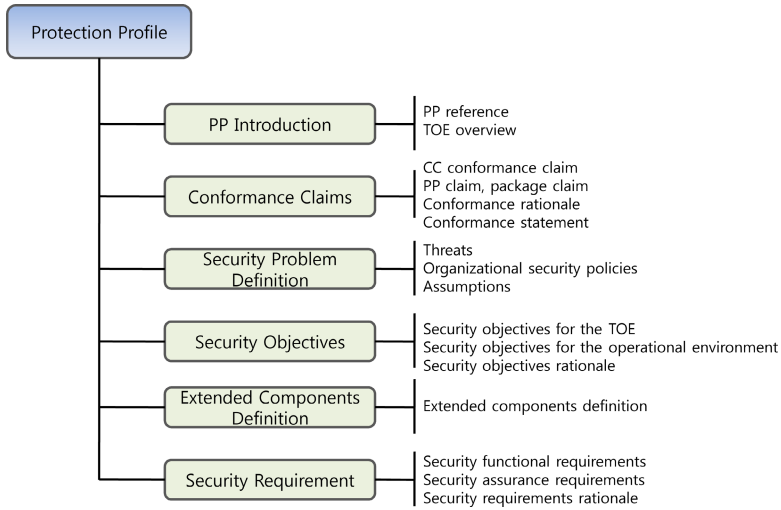 Protection Profile
PP Introduction
PP reference
TOE overview
Conformance Claims
CC conformance claim
PP claim, package claim
Conformance rationale
Conformance statement
Security Problem
Definition
Threats
Organizational security policies
Assumptions
Security Objectives
Security objectives for the TOE
Security objectives for the operational environment
Security objectives rationale
Extended Components
Definition
Extended components definition
Security Requirement
Security functional requirements
Security assurance requirements
Security requirements rationale